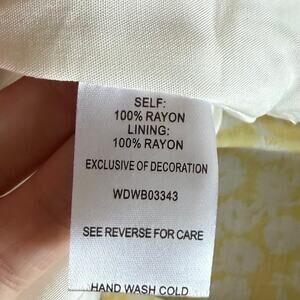 SELF:
100% RAYON
LINING:
100% RAYON
EXCLUSIVE OF DECORATION
WDWB03343
SEE REVERSE FOR CARE
HAND WASH COLD